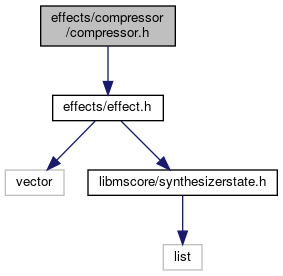 effects/compressor
/compressor.h
effects/effect.h
vector
libmscore/synthesizerstate.h
list